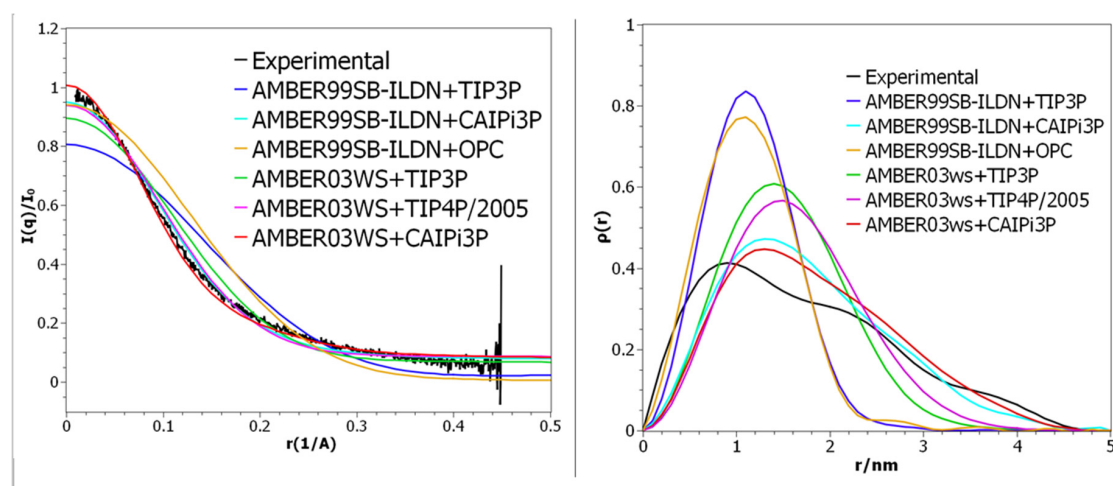 Experimental
AMBER99SB-ILDN+TIP3P
AMBER99SB-ILDN+CAIPi3P
AMBER99SB-ILDN+OPC
AMBER03WS+TIP3P
AMBER03WS+TIP4P/2005
AMBER03WS+CAIPi3P
I(q)/I₀
1.2
1
0.8
0.6
0.4
0.2
0
0 0.1 0.2 0.3 0.4 0.5
r(1/A)
Experimental
AMBER99SB-ILDN+TIP3P
AMBER99SB-ILDN+CAIPi3P
AMBER99SB-ILDN+OPC
AMBER03ws+TIP3P
AMBER03ws+TIP4P/2005
AMBER03ws+CAIPi3P
ρ(r)
1
0.8
0.6
0.4
0.2
0
0 1 2 3 4 5
r/nm